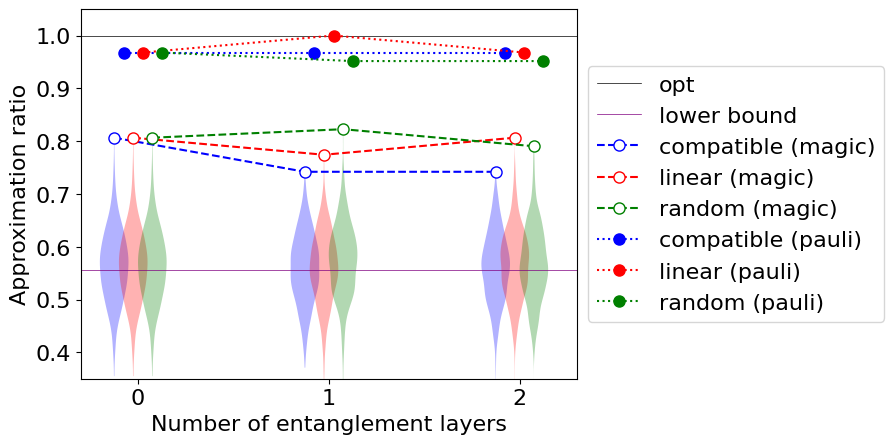 Approximation ratio
1.0
0.9
0.8
0.7
0.6
0.5
0.4
0
1
2
Number of entanglement layers
opt
lower bound
compatible (magic)
linear (magic)
random (magic)
compatible (pauli)
linear (pauli)
random (pauli)